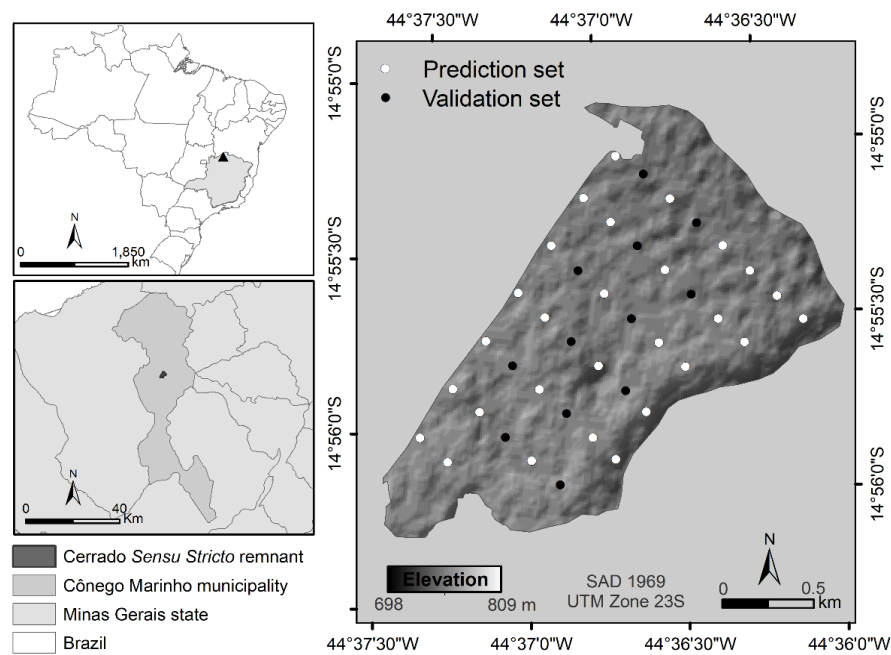 N
0 1,850
km
N
0 40
Km
Cerrado Sensu Stricto remnant
Cônego Marinho municipality
Minas Gerais state
Brazil
44°37'30"W 44°37'0"W 44°36'30"W
14°55'0"S
14°55'30"S
14°56'0"S
Prediction set
Validation set
14°55'0"S
14°55'30"S
14°56'0"S
Elevation
698 809 m
SAD 1969
UTM Zone 23S
N
0 0.5
km
44°37'30"W 44°37'0"W 44°36'30"W 44°36'0"W